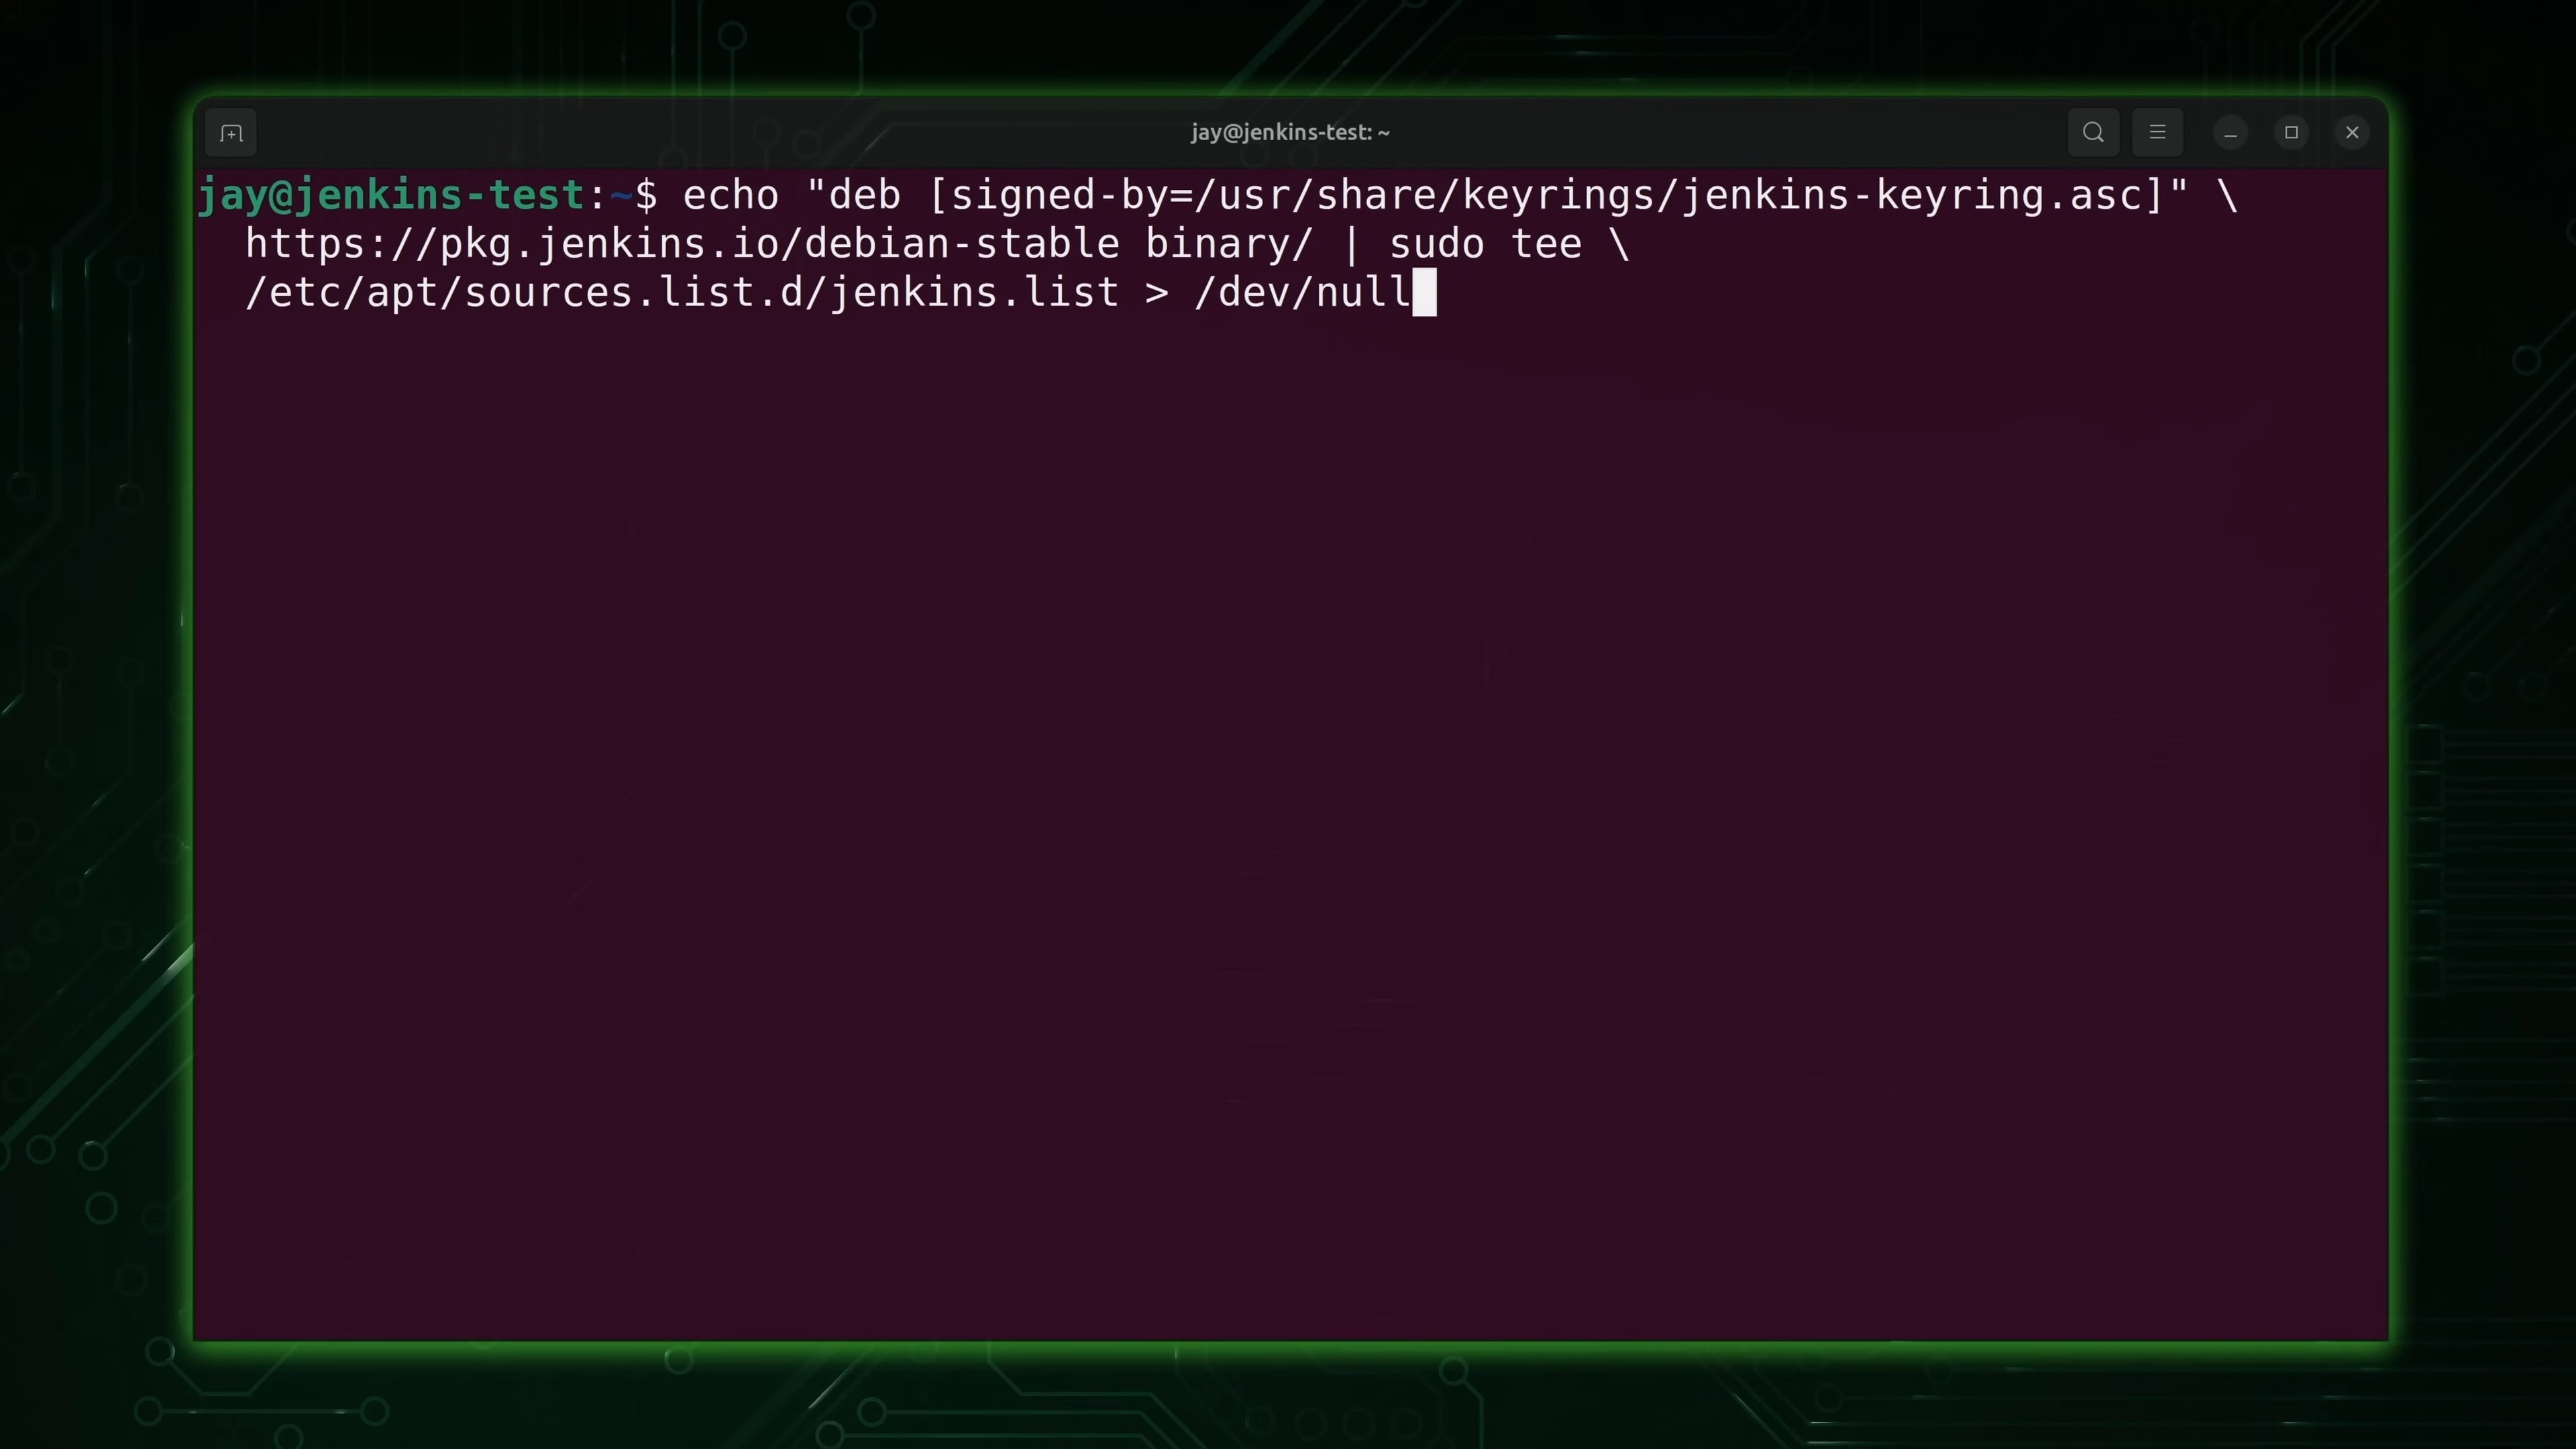 jay@jenkins-test: ~
jay@jenkins-test:~$ echo "deb [signed-by=/usr/share/keyrings/jenkins-keyring.asc]" \
https://pkg.jenkins.io/debian-stable binary/ | sudo tee \
/etc/apt/sources.list.d/jenkins.list > /dev/null